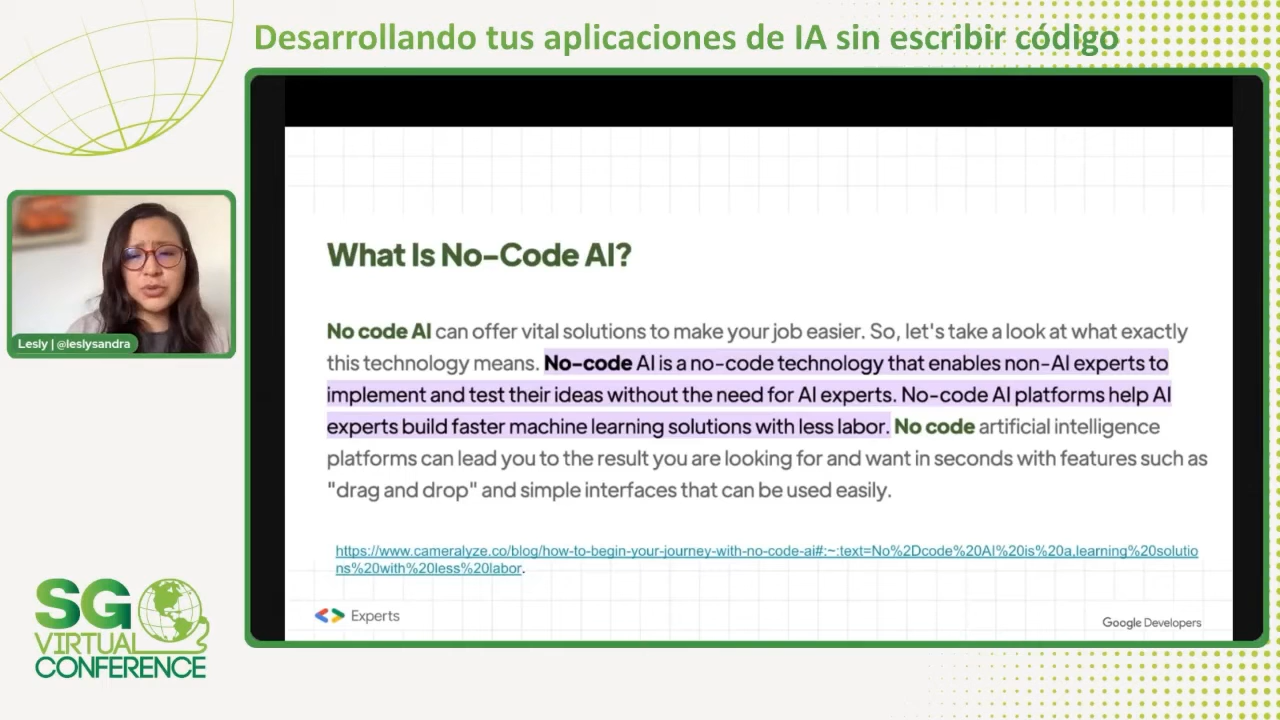 Desarrollando tus aplicaciones de IA sin escribir código
What Is No-Code AI?
No code AI can offer vital solutions to make your job easier. So, let's take a look at what exactly
this technology means. No-code AI is a no-code technology that enables non-AI experts to
implement and test their ideas without the need for AI experts. No-code AI platforms help AI
experts build faster machine learning solutions with less labor. No code artificial intelligence
platforms can lead you to the result you are looking for and want in seconds with features such as
"drag and drop" and simple interfaces that can be used easily.
https://www.cameralyze.co/blog/how-to-begin-your-journey-with-no-code-ai#:~:text=No%2Dcode%20AI%20is%20a,learning%20solutio
ns%20with%20less%20labor.
Experts
Google Developers
Lesly | @leslysandra
SG
VIRTUAL
CONFERENCE